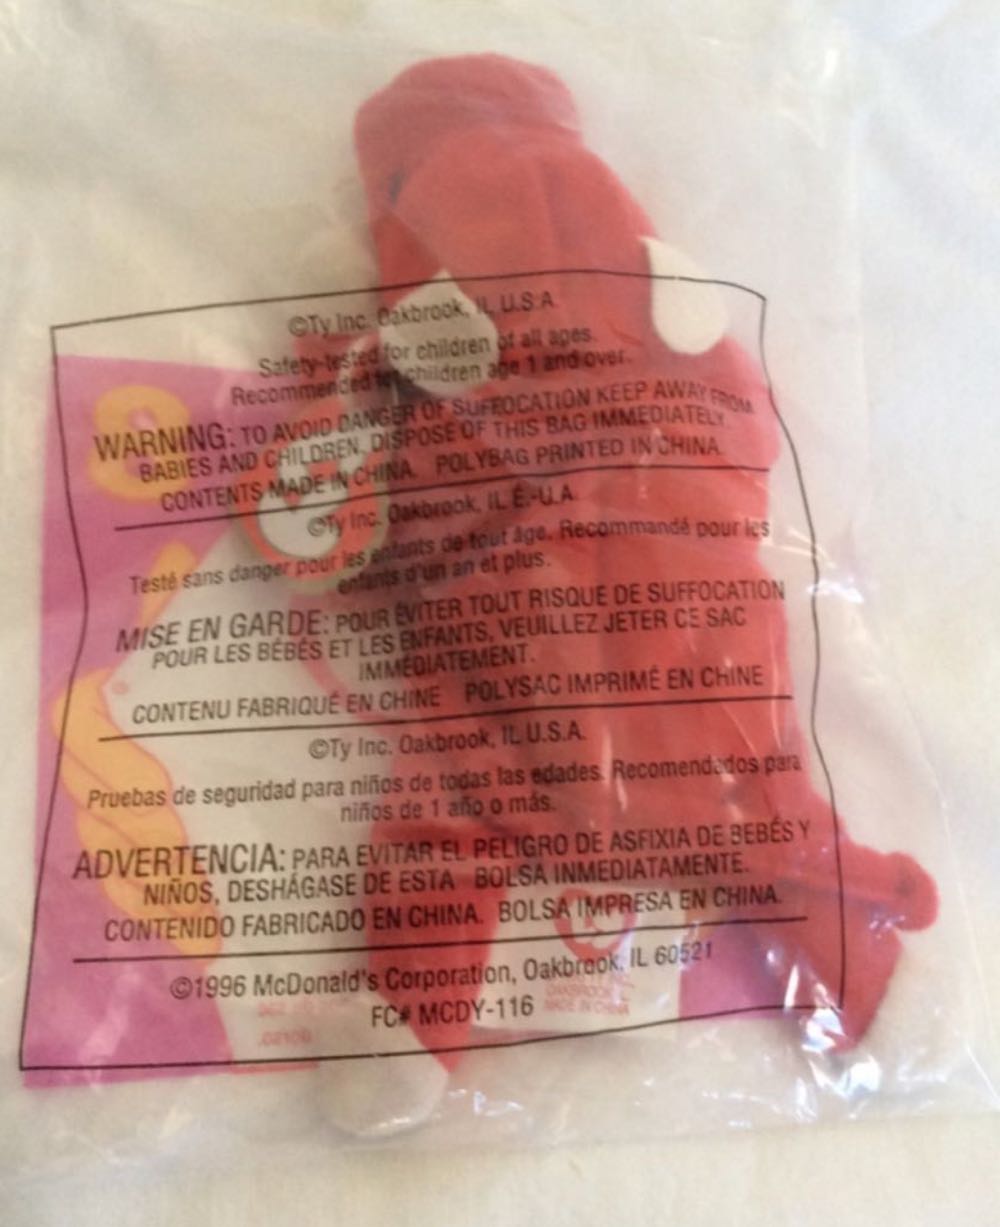 ©Ty Inc. Oakbrook, IL U.S.A
Safety-tested for children of all ages.
Recommended for children age 1 and over.
WARNING: TO AVOID DANGER OF SUFFOCATION KEEP AWAY FROM
BABIES AND CHILDREN, DISPOSE OF THIS BAG IMMEDIATELY.
CONTENTS MADE IN CHINA. POLYBAG PRINTED IN CHINA.
©Ty Inc. Oakbrook, IL É.-U.A.
Testé sans danger pour les enfants de tout âge. Recommandé pour les
enfants d'un an et plus.
MISE EN GARDE: POUR ÉVITER TOUT RISQUE DE SUFFOCATION
POUR LES BÉBÉS ET LES ENFANTS, VEUILLEZ JETER CE SAC
IMMÉDIATEMENT.
CONTENU FABRIQUÉ EN CHINE POLYSAC IMPRIMÉ EN CHINE
©Ty Inc. Oakbrook, IL U.S.A.
Pruebas de seguridad para niños de todas las edades. Recomendados para
niños de 1 año o más.
ADVERTENCIA: PARA EVITAR EL PELIGRO DE ASFIXIA DE BEBÉS Y
NIÑOS, DESHÁGASE DE ESTA BOLSA INMEDIATAMENTE.
CONTENIDO FABRICADO EN CHINA. BOLSA IMPRESA EN CHINA.
©1996 McDonald's Corporation, Oakbrook, IL 60521
FC# MCDY-116
OAKBROOK
MADE IN CHINA